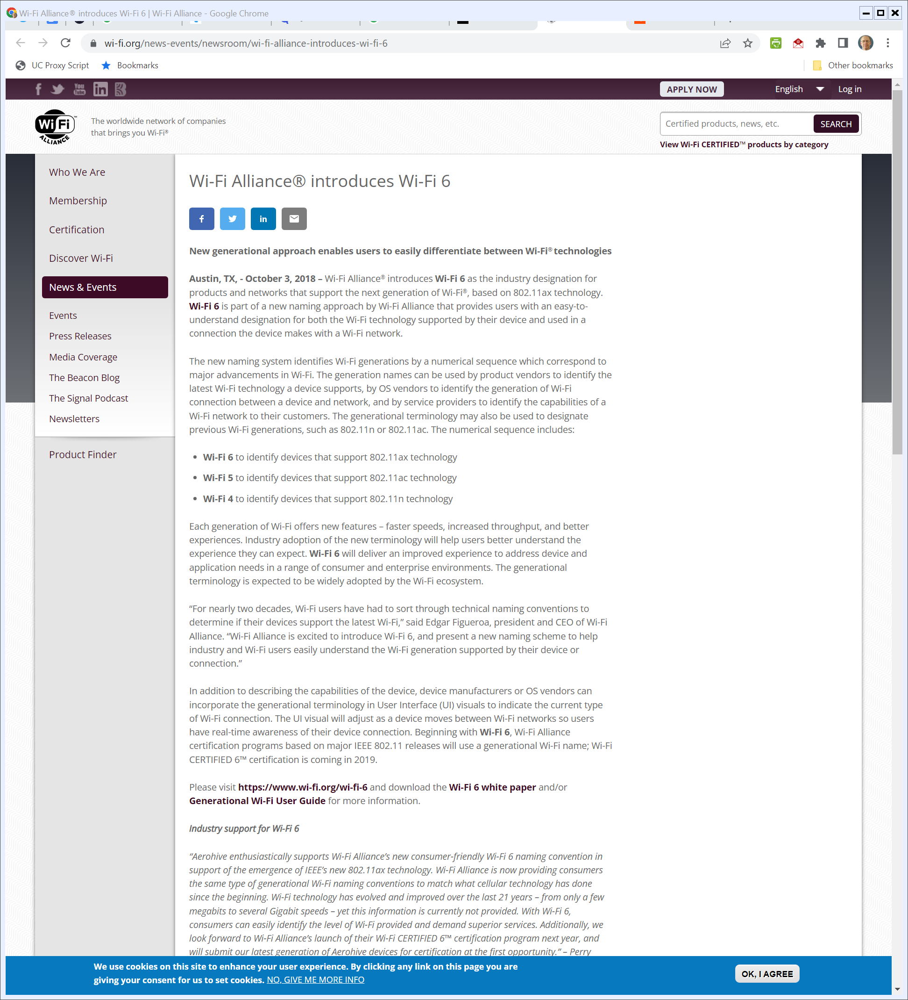 Wi-Fi Alliance® introduces Wi-Fi 6 | Wi-Fi Alliance - Google Chrome
wi-fi.org/news-events/newsroom/wi-fi-alliance-introduces-wi-fi-6
UC Proxy Script
Bookmarks
Other bookmarks
f
You Tube
in
APPLY NOW
English
Log in
Wi Fi™
ALLIANCE
The worldwide network of companies
that brings you Wi-Fi®
Certified products, news, etc.
SEARCH
View Wi-Fi CERTIFIED™ products by category
Who We Are
Membership
Certification
Discover Wi-Fi
News & Events
Events
Press Releases
Media Coverage
The Beacon Blog
The Signal Podcast
Newsletters
Product Finder
Wi-Fi Alliance® introduces Wi-Fi 6
f
in
New generational approach enables users to easily differentiate between Wi-Fi® technologies
Austin, TX, - October 3, 2018 – Wi-Fi Alliance® introduces Wi-Fi 6 as the industry designation for
products and networks that support the next generation of Wi-Fi®, based on 802.11ax technology.
Wi-Fi 6 is part of a new naming approach by Wi-Fi Alliance that provides users with an easy-to-
understand designation for both the Wi-Fi technology supported by their device and used in a
connection the device makes with a Wi-Fi network.
The new naming system identifies Wi-Fi generations by a numerical sequence which correspond to
major advancements in Wi-Fi. The generation names can be used by product vendors to identify the
latest Wi-Fi technology a device supports, by OS vendors to identify the generation of Wi-Fi
connection between a device and network, and by service providers to identify the capabilities of a
Wi-Fi network to their customers. The generational terminology may also be used to designate
previous Wi-Fi generations, such as 802.11n or 802.11ac. The numerical sequence includes:
• Wi-Fi 6 to identify devices that support 802.11ax technology
• Wi-Fi 5 to identify devices that support 802.11ac technology
• Wi-Fi 4 to identify devices that support 802.11n technology
Each generation of Wi-Fi offers new features – faster speeds, increased throughput, and better
experiences. Industry adoption of the new terminology will help users better understand the
experience they can expect. Wi-Fi 6 will deliver an improved experience to address device and
application needs in a range of consumer and enterprise environments. The generational
terminology is expected to be widely adopted by the Wi-Fi ecosystem.
“For nearly two decades, Wi-Fi users have had to sort through technical naming conventions to
determine if their devices support the latest Wi-Fi,” said Edgar Figueroa, president and CEO of Wi-Fi
Alliance. “Wi-Fi Alliance is excited to introduce Wi-Fi 6, and present a new naming scheme to help
industry and Wi-Fi users easily understand the Wi-Fi generation supported by their device or
connection.”
In addition to describing the capabilities of the device, device manufacturers or OS vendors can
incorporate the generational terminology in User Interface (UI) visuals to indicate the current type
of Wi-Fi connection. The UI visual will adjust as a device moves between Wi-Fi networks so users
have real-time awareness of their device connection. Beginning with Wi-Fi 6, Wi-Fi Alliance
certification programs based on major IEEE 802.11 releases will use a generational Wi-Fi name; Wi-Fi
CERTIFIED 6™ certification is coming in 2019.
Please visit https://www.wi-fi.org/wi-fi-6 and download the Wi-Fi 6 white paper and/or
Generational Wi-Fi User Guide for more information.
Industry support for Wi-Fi 6
“Aerohive enthusiastically supports Wi-Fi Alliance’s new consumer-friendly Wi-Fi 6 naming convention in
support of the emergence of IEEE’s new 802.11ax technology. Wi-Fi Alliance is now providing consumers
the same type of generational Wi-Fi naming conventions to match what cellular technology has done
since the beginning. Wi-Fi technology has evolved and improved over the last 21 years – from only a few
megabits to several Gigabit speeds – yet this information is currently not provided. With Wi-Fi 6,
consumers can easily identify the level of Wi-Fi provided and demand superior services. Additionally, we
look forward to Wi-Fi Alliance’s launch of their Wi-Fi CERTIFIED 6™ certification program next year, and
will submit our latest generation of Aerohive devices for certification at the first opportunity.” – Perry
We use cookies on this site to enhance your user experience. By clicking any link on this page you are
giving your consent for us to set cookies. NO, GIVE ME MORE INFO
OK, I AGREE